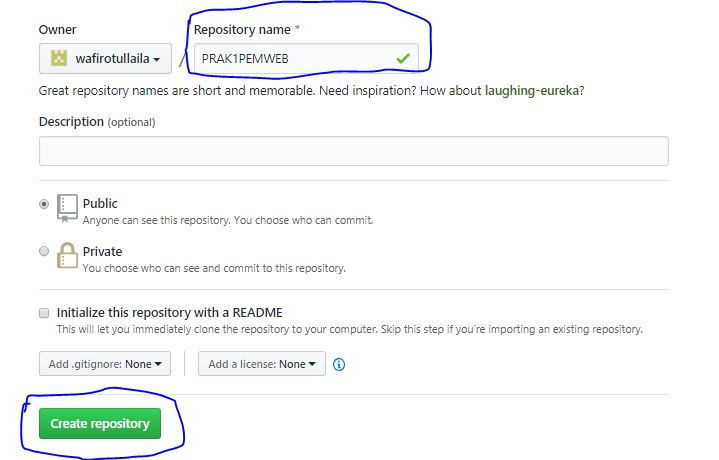 Owner
Repository name *
wafirotullaila
/
PRAK1PEMWEB
Great repository names are short and memorable. Need inspiration? How about laughing-eureka?
Description (optional)
Public
Anyone can see this repository. You choose who can commit.
Private
You choose who can see and commit to this repository.
Initialize this repository with a README
This will let you immediately clone the repository to your computer. Skip this step if you're importing an existing repository.
Add .gitignore: None
Add a license: None
Create repository